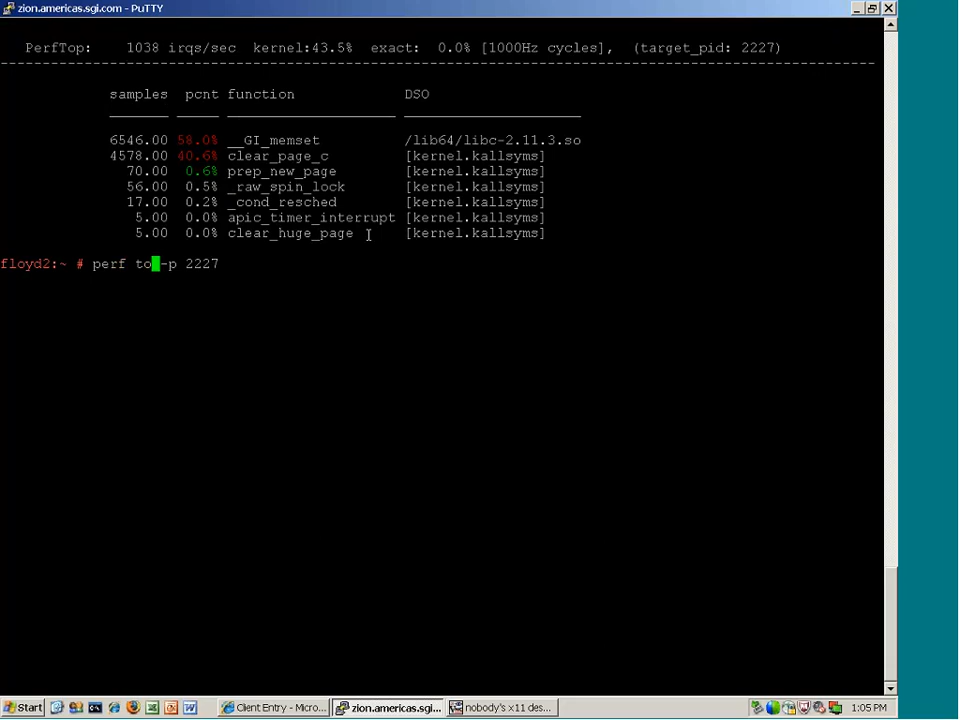 zion.americas.sgi.com - PuTTY
PerfTop: 1038 irqs/sec kernel:43.5% exact: 0.0% [1000Hz cycles], (target_pid: 2227)
samples pcnt function DSO
6546.00 58.0% __GI_memset /lib64/libc-2.11.3.so
4578.00 40.6% clear_page_c [kernel.kallsyms]
70.00 0.6% prep_new_page [kernel.kallsyms]
56.00 0.5% _raw_spin_lock [kernel.kallsyms]
17.00 0.2% _cond_resched [kernel.kallsyms]
5.00 0.0% apic_timer_interrupt [kernel.kallsyms]
5.00 0.0% clear_huge_page [kernel.kallsyms]
floyd2:~ # perf to -p 2227
Start Client Entry - Micro... zion.americas.sgi... nobody's x11 des... 1:05 PM